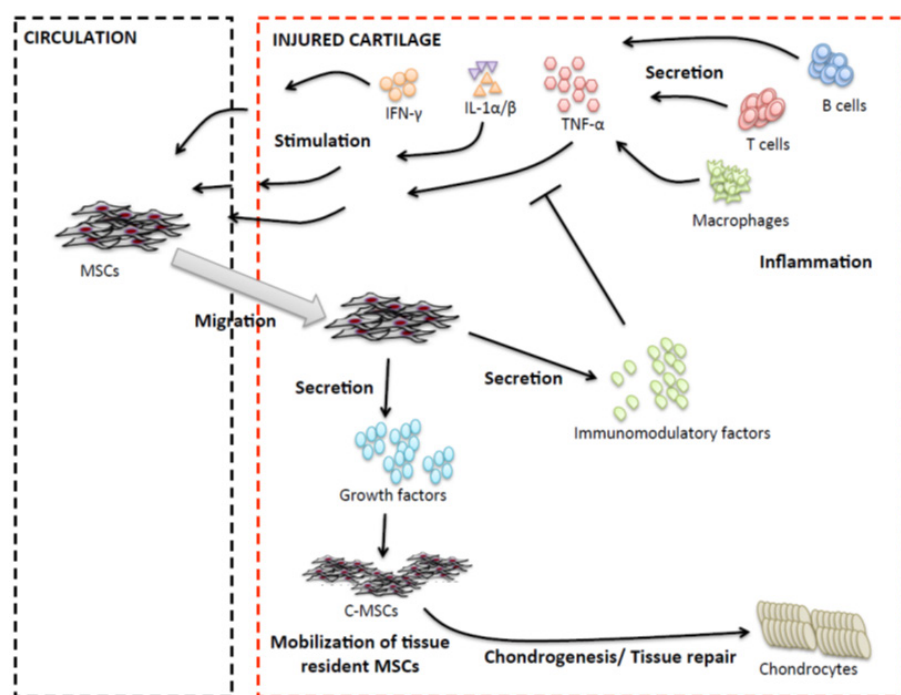 CIRCULATION
INJURED CARTILAGE
IFN-γ
IL-1α/β
TNF-α
Secretion
B cells
T cells
Stimulation
Macrophages
Inflammation
MSCs
Migration
Secretion
Secretion
Immunomodulatory factors
Growth factors
C-MSCs
Mobilization of tissue
resident MSCs
Chondrogenesis/ Tissue repair
Chondrocytes